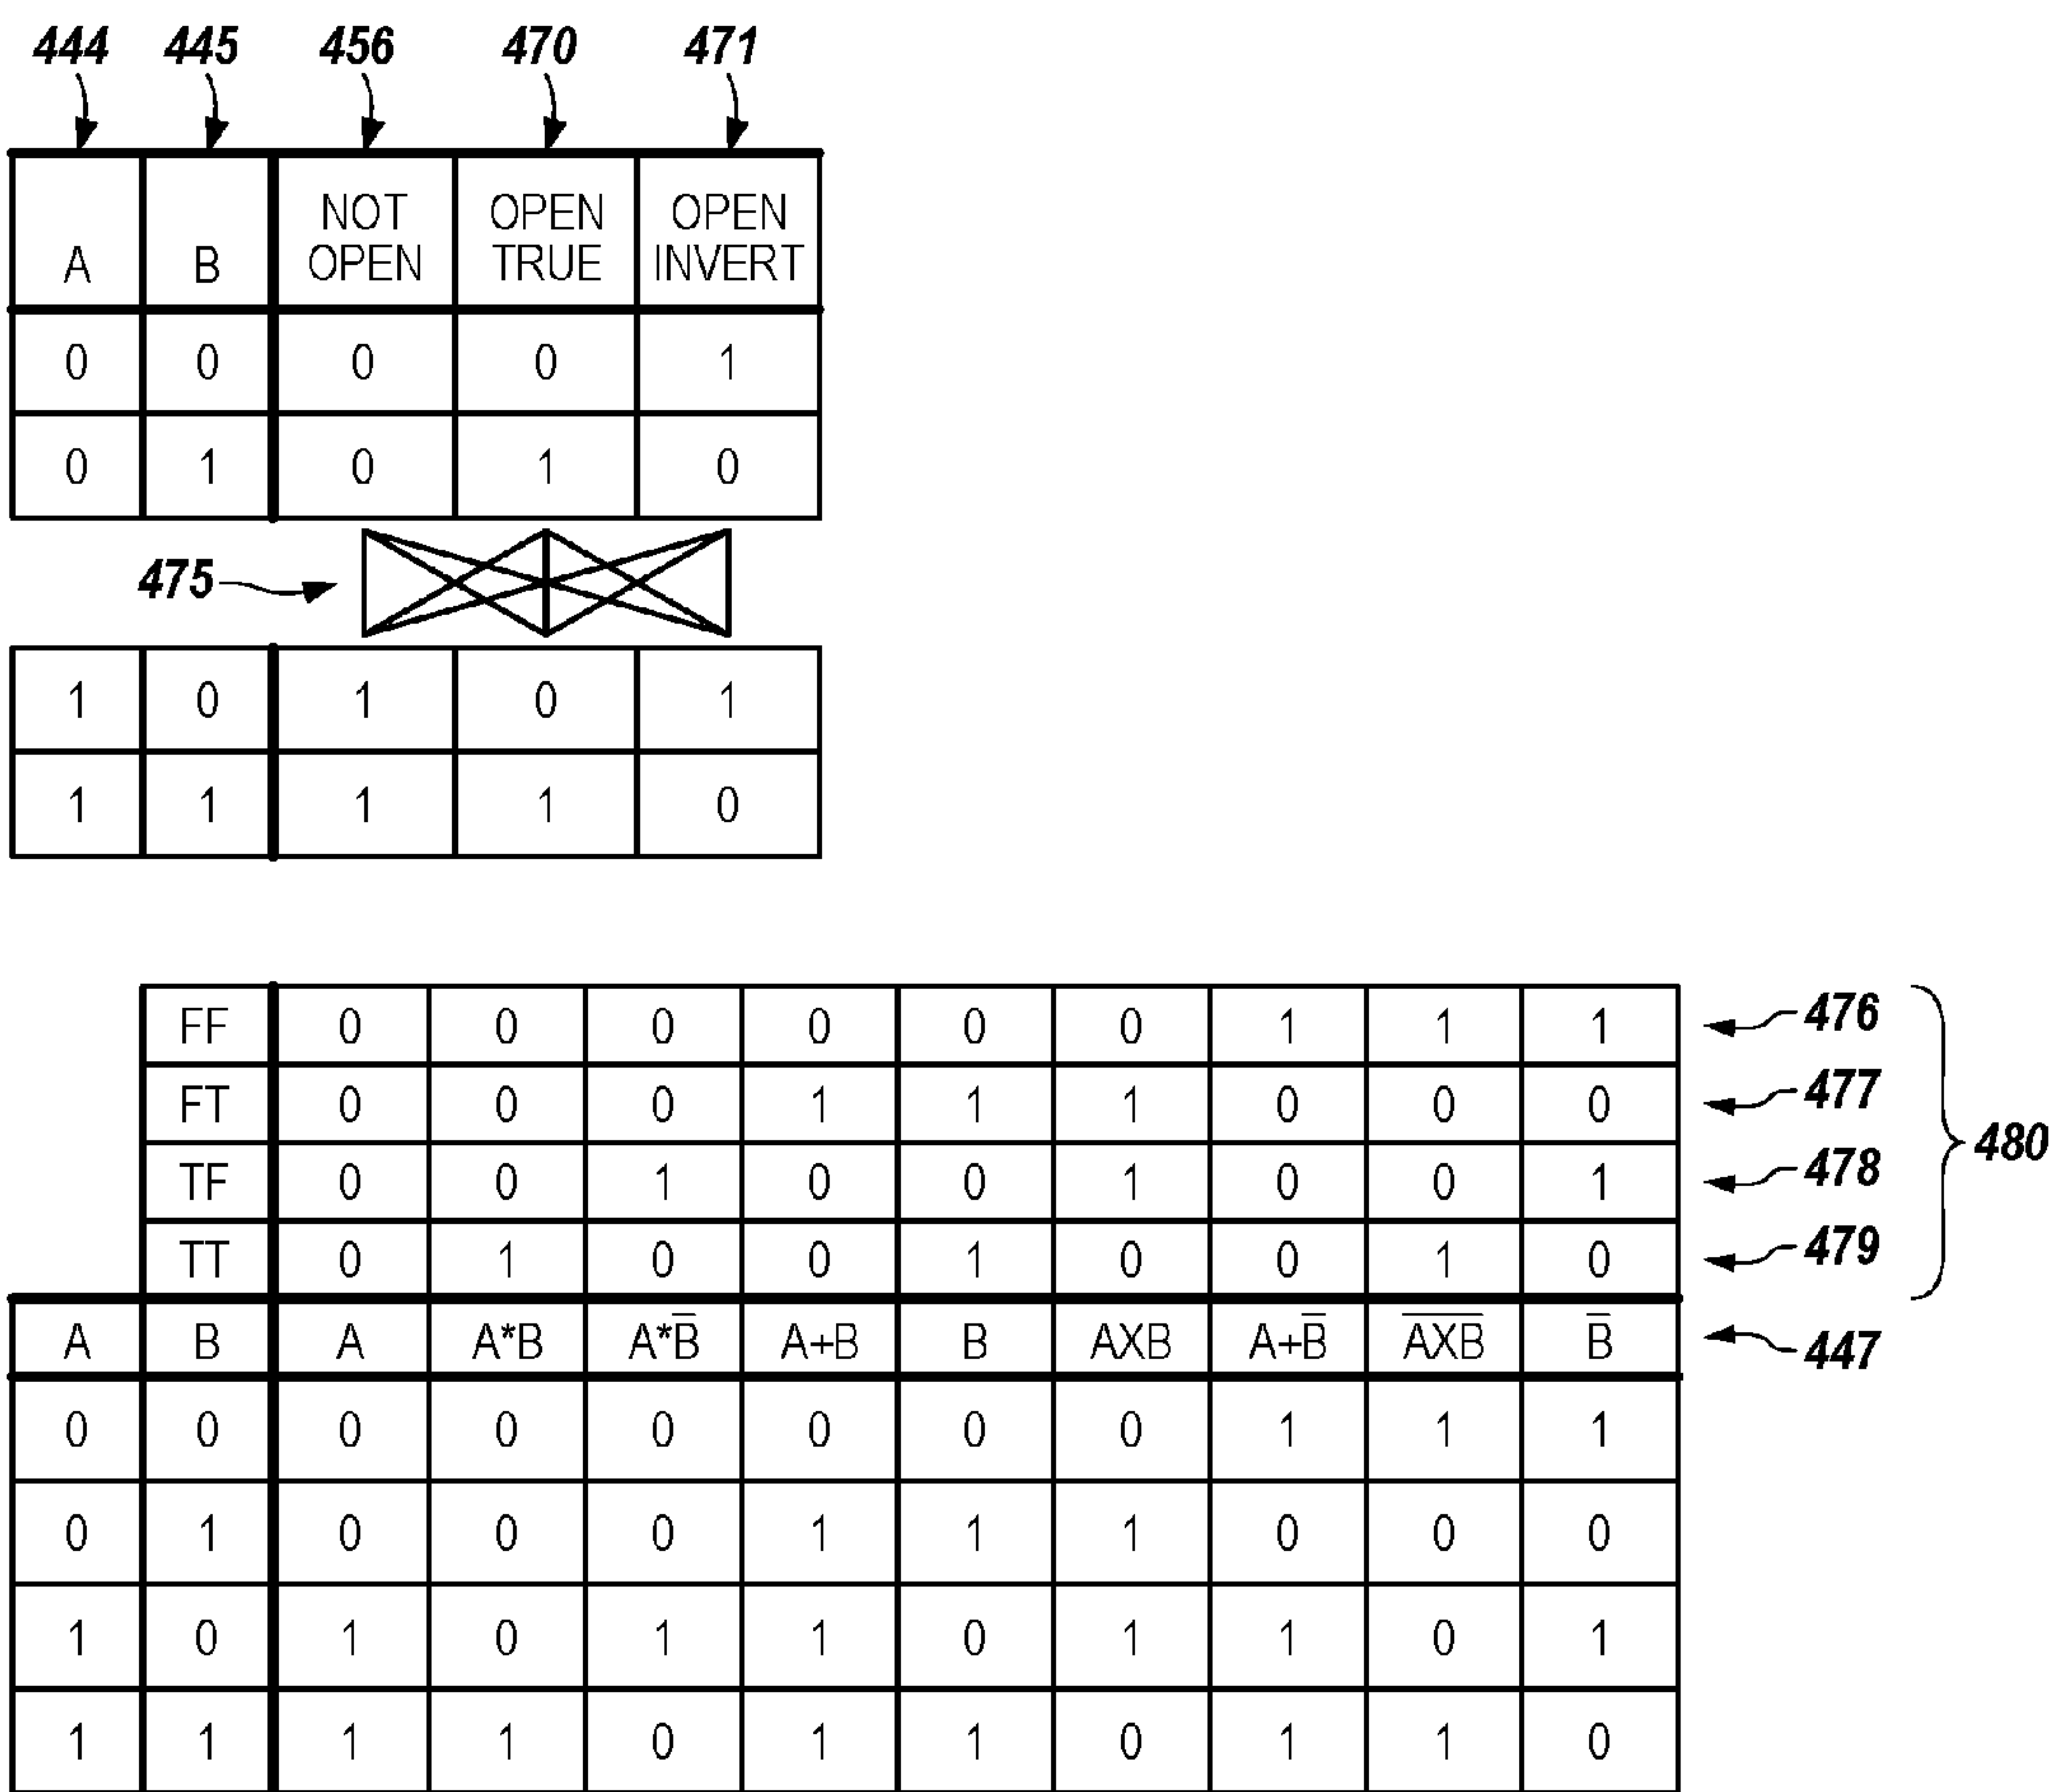 444 445 456 470 471
A B NOT OPEN OPEN TRUE OPEN INVERT
0 0 0 0 1
0 1 0 1 0
475
1 0 1 0 1
1 1 1 1 0
FF 0 0 0 0 0 0 1 1 1 476
FT 0 0 0 1 1 1 0 0 0 477
TF 0 0 1 0 0 1 0 0 1 478
TT 0 1 0 0 1 0 0 1 0 479
480
A B A A*B A*B̅ A+B B AXB A+B̅ A̅X̅B̅ B̅ 447
0 0 0 0 0 0 0 0 1 1 1
0 1 0 0 0 1 1 1 0 0 0
1 0 1 0 1 1 0 1 1 0 1
1 1 1 1 0 1 1 0 1 1 0